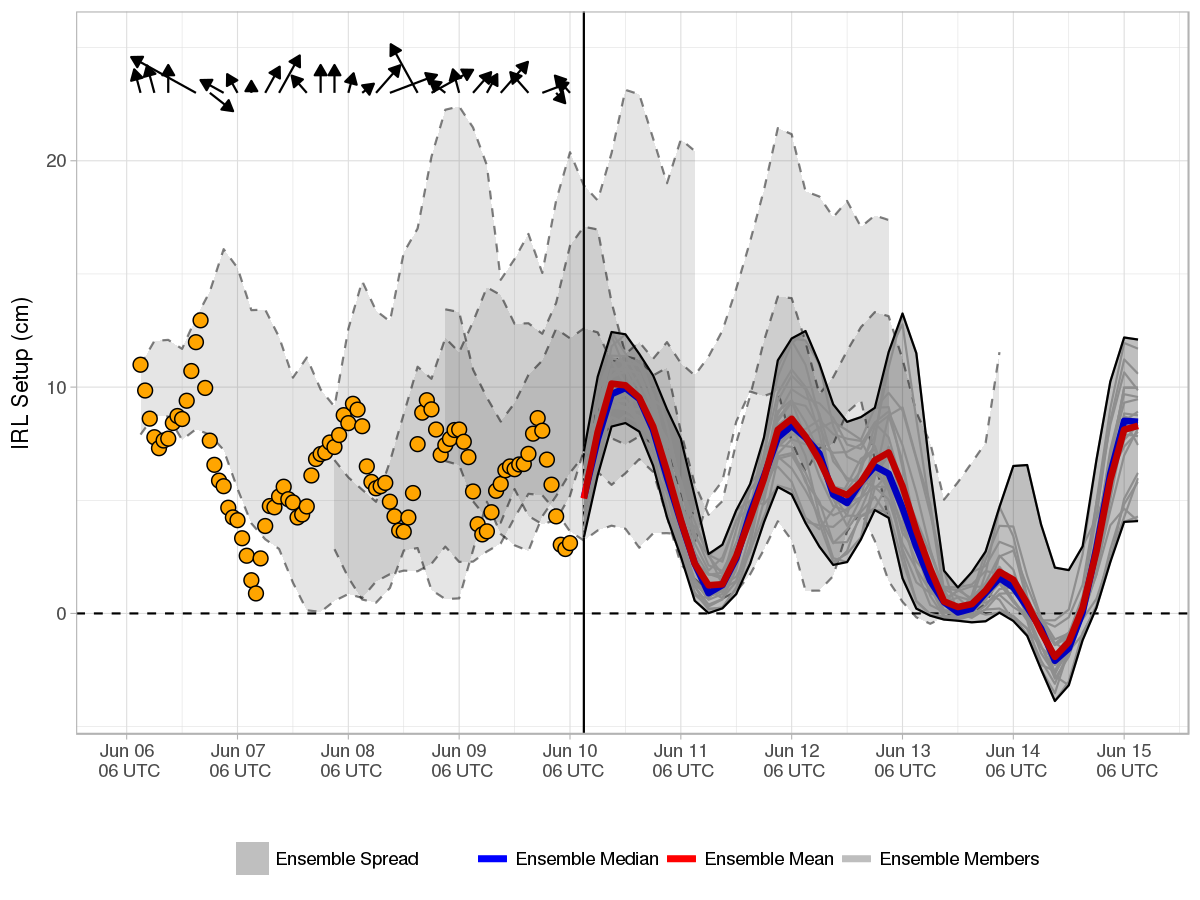 IRL Setup (cm)
20
10
0
Jun 06 Jun 07 Jun 08 Jun 09 Jun 10 Jun 11 Jun 12 Jun 13 Jun 14 Jun 15
06 UTC 06 UTC 06 UTC 06 UTC 06 UTC 06 UTC 06 UTC 06 UTC 06 UTC 06 UTC
Ensemble Spread Ensemble Median Ensemble Mean Ensemble Members